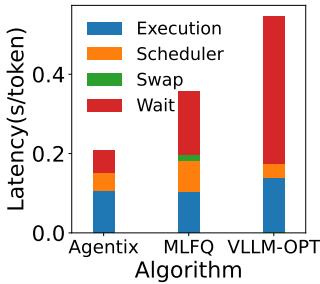 Execution
Scheduler
Swap
Wait
Latency(s/token)
0.4
0.2
0.0
Agentix MLFQ VLLM-OPT
Algorithm